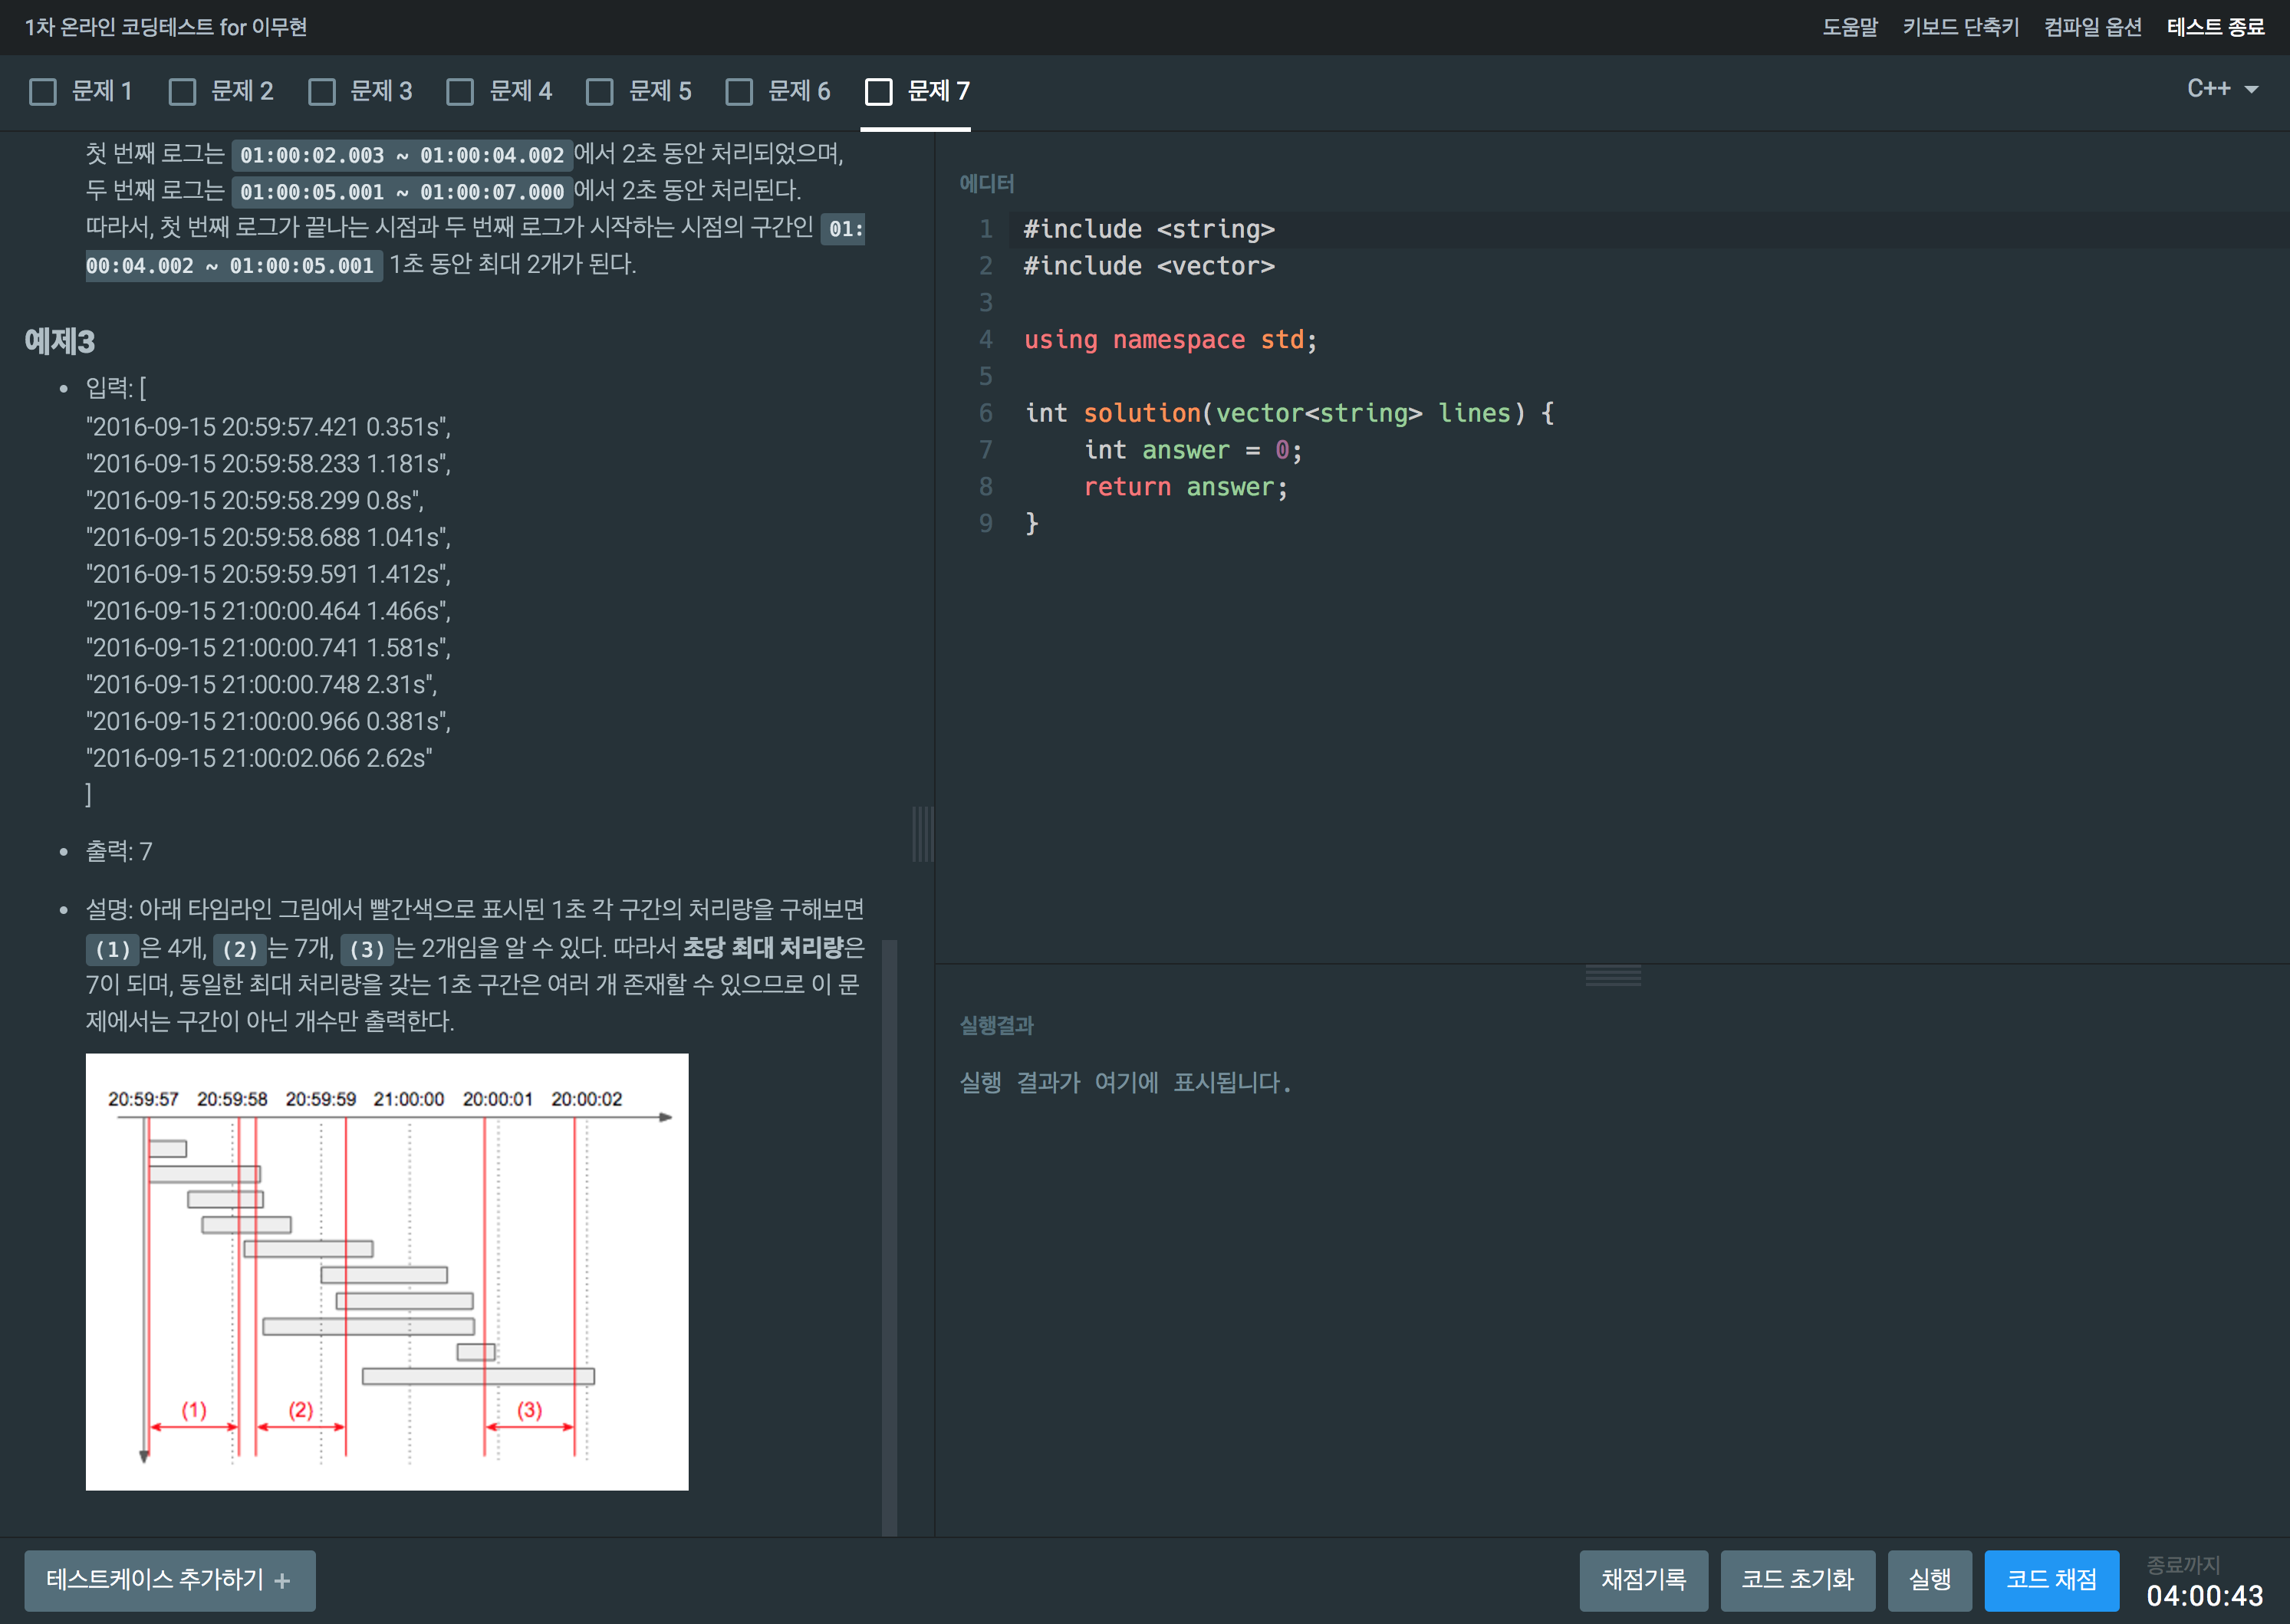 1차 온라인 코딩테스트 for 이무현
도움말 키보드 단축키 컴파일 옵션 테스트 종료
문제 1 문제 2 문제 3 문제 4 문제 5 문제 6 문제 7
C++
첫 번째 로그는 01:00:02.003 ~ 01:00:04.002 에서 2초 동안 처리되었으며,
두 번째 로그는 01:00:05.001 ~ 01:00:07.000 에서 2초 동안 처리된다.
따라서, 첫 번째 로그가 끝나는 시점과 두 번째 로그가 시작하는 시점의 구간인 01:
00:04.002 ~ 01:00:05.001 1초 동안 최대 2개가 된다.
예제3
• 입력: [
"2016-09-15 20:59:57.421 0.351s",
"2016-09-15 20:59:58.233 1.181s",
"2016-09-15 20:59:58.299 0.8s",
"2016-09-15 20:59:58.688 1.041s",
"2016-09-15 20:59:59.591 1.412s",
"2016-09-15 21:00:00.464 1.466s",
"2016-09-15 21:00:00.741 1.581s",
"2016-09-15 21:00:00.748 2.31s",
"2016-09-15 21:00:00.966 0.381s",
"2016-09-15 21:00:02.066 2.62s"
]
• 출력: 7
• 설명: 아래 타임라인 그림에서 빨간색으로 표시된 1초 각 구간의 처리량을 구해보면
(1)은 4개, (2)는 7개, (3)는 2개임을 알 수 있다. 따라서 초당 최대 처리량은
7이 되며, 동일한 최대 처리량을 갖는 1초 구간은 여러 개 존재할 수 있으므로 이 문
제에서는 구간이 아닌 개수만 출력한다.
20:59:57 20:59:58 20:59:59 21:00:00 20:00:01 20:00:02
(1) (2) (3)
에디터
1 #include <string>
2 #include <vector>
3
4 using namespace std;
5
6 int solution(vector<string> lines) {
7 int answer = 0;
8 return answer;
9 }
실행결과
실행 결과가 여기에 표시됩니다.
테스트케이스 추가하기 +
채점기록 코드 초기화 실행 코드 채점
종료까지
04:00:43